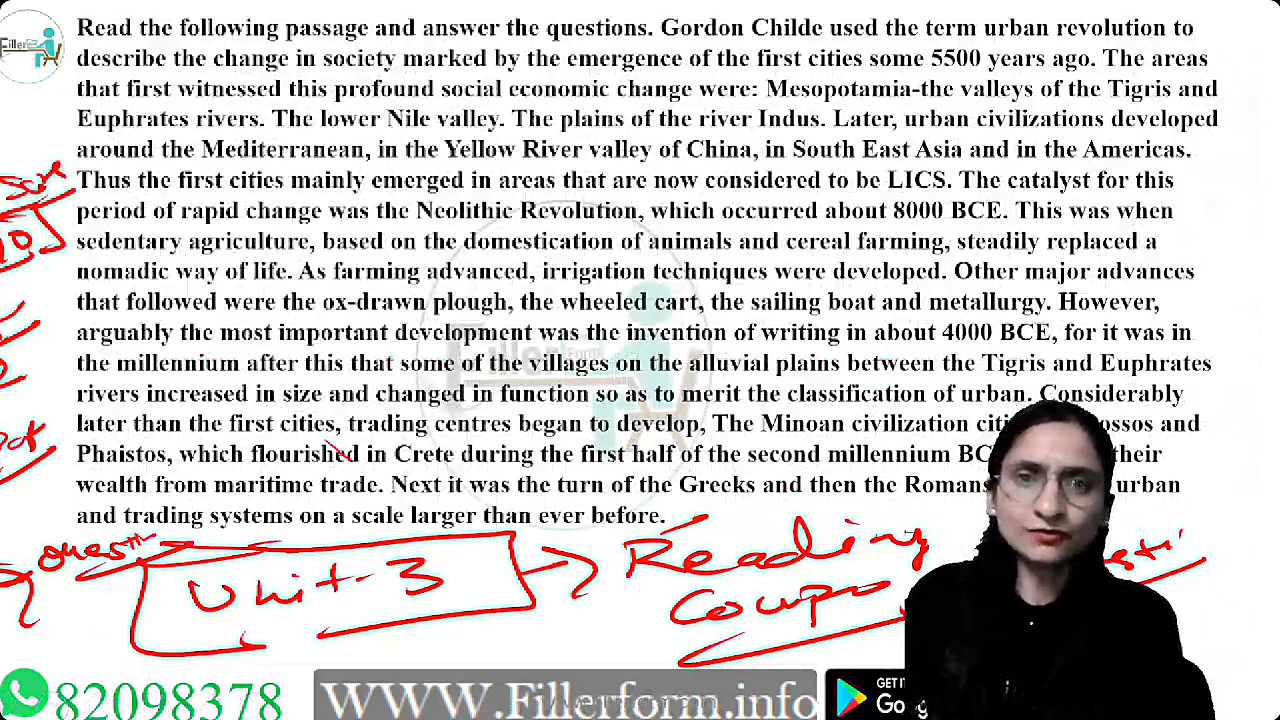 Read the following passage and answer the questions. Gordon Childe used the term urban revolution to
describe the change in society marked by the emergence of the first cities some 5500 years ago. The areas
that first witnessed this profound social economic change were: Mesopotamia-the valleys of the Tigris and
Euphrates rivers. The lower Nile valley. The plains of the river Indus. Later, urban civilizations developed
around the Mediterranean, in the Yellow River valley of China, in South East Asia and in the Americas.
Thus the first cities mainly emerged in areas that are now considered to be LICS. The catalyst for this
period of rapid change was the Neolithic Revolution, which occurred about 8000 BCE. This was when
sedentary agriculture, based on the domestication of animals and cereal farming, steadily replaced a
nomadic way of life. As farming advanced, irrigation techniques were developed. Other major advances
that followed were the ox-drawn plough, the wheeled cart, the sailing boat and metallurgy. However,
arguably the most important development was the invention of writing in about 4000 BCE, for it was in
the millennium after this that some of the villages on the alluvial plains between the Tigris and Euphrates
rivers increased in size and changed in function so as to merit the classification of urban. Considerably
later than the first cities, trading centres began to develop, The Minoan civilization and
Phaistos, which flourished in Crete during the first half of the second millennium their
wealth from maritime trade. Next it was the turn of the Greeks and then the Romans urban
and trading systems on a scale larger than ever before.
Unit-3
Reading
82098378
WWW.Fillerform.info
GET